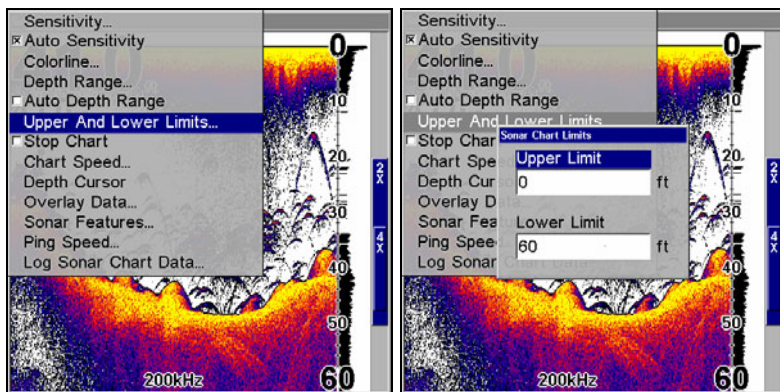 Sensitivity...
Auto Sensitivity
Colorline...
Depth Range...
Auto Depth Range
Upper And Lower Limits...
Stop Chart
Chart Speed...
Depth Cursor
Overlay Data...
Sonar Features...
Ping Speed...
Log Sonar Chart Data...
0
10
20
30
40
50
60
2X
4X
200kHz
Sensitivity...
Auto Sensitivity
Colorline...
Depth Range...
Auto Depth Range
Upper And Lower Limits
Stop Char
Chart Spe
Depth Curs
Overlay D
Sonar Feat
Ping Spee
Log Sonar
Sonar Chart Limits
Upper Limit
0 ft
Lower Limit
60 ft
0
10
20
30
40
50
60
2X
4X
200kHz